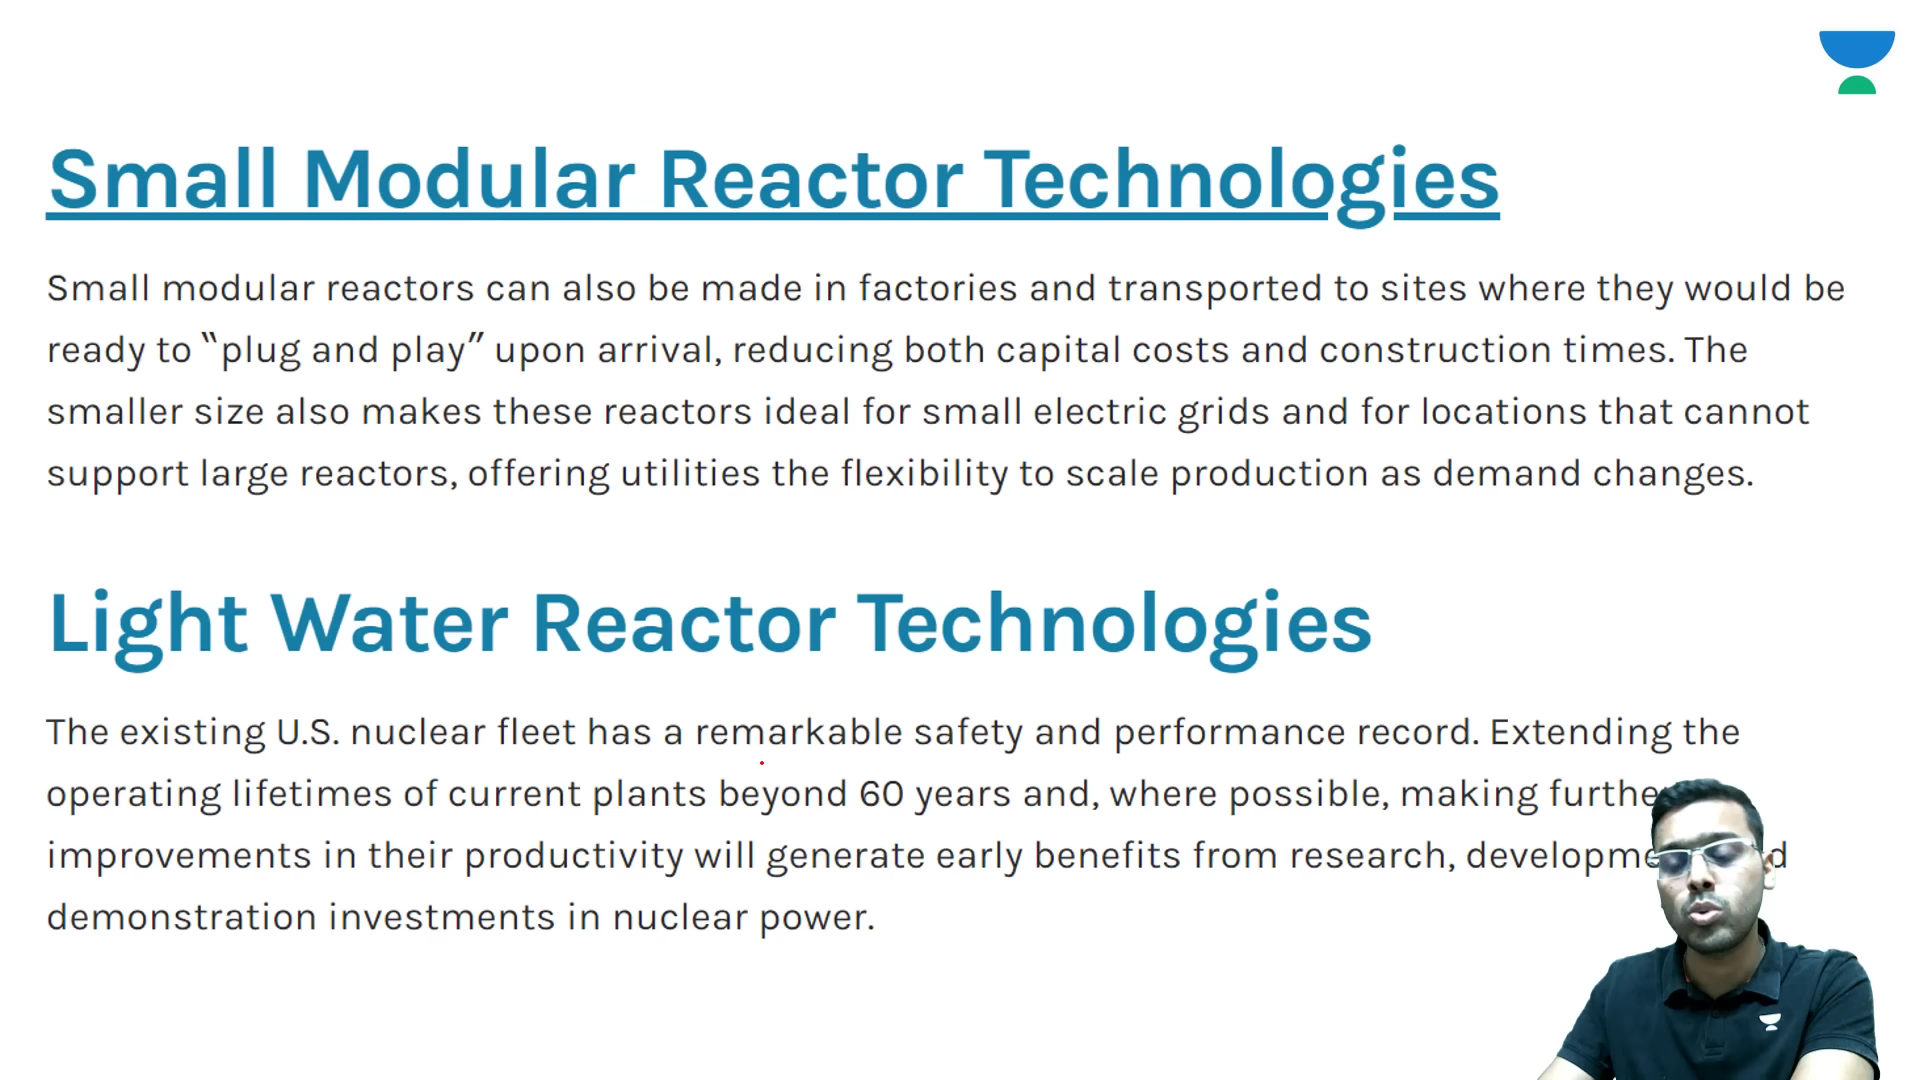 Small Modular Reactor Technologies
Small modular reactors can also be made in factories and transported to sites where they would be
ready to “plug and play” upon arrival, reducing both capital costs and construction times. The
smaller size also makes these reactors ideal for small electric grids and for locations that cannot
support large reactors, offering utilities the flexibility to scale production as demand changes.
Light Water Reactor Technologies
The existing U.S. nuclear fleet has a remarkable safety and performance record. Extending the
operating lifetimes of current plants beyond 60 years and, where possible, making
improvements in their productivity will generate early benefits from research,
demonstration investments in nuclear power.